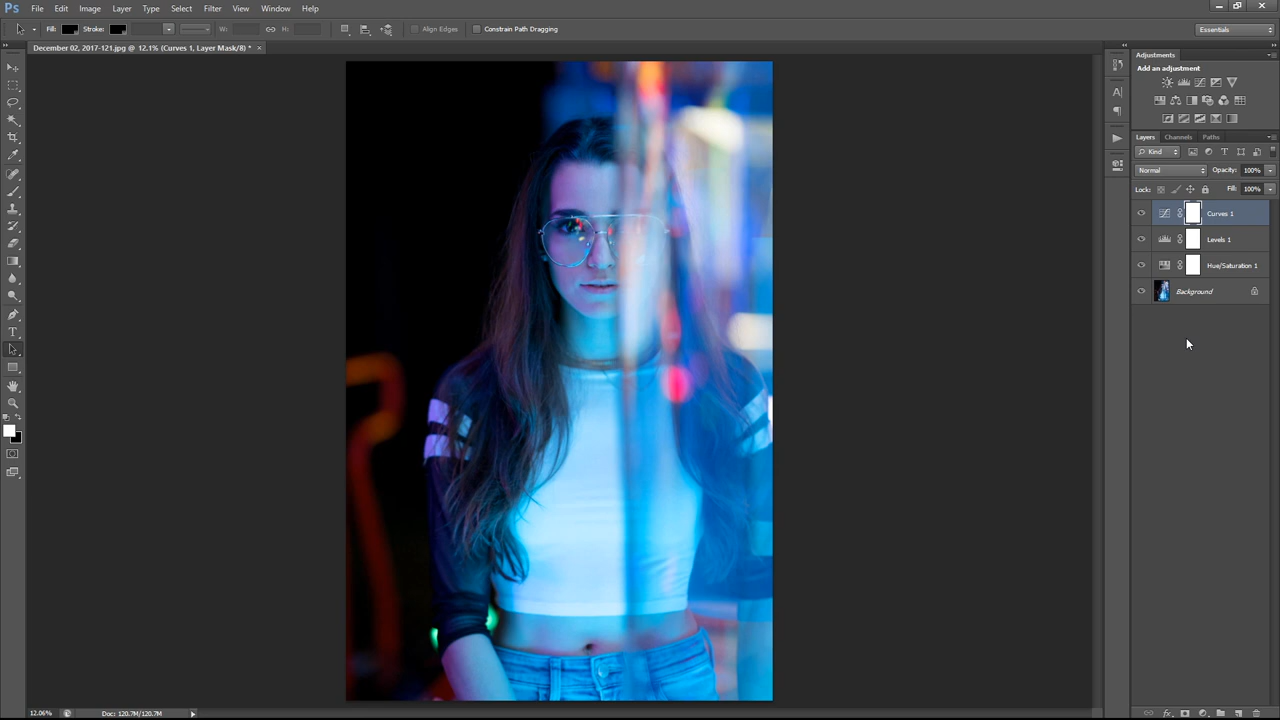 Ps File Edit Image Layer Type Select Filter View Window Help
Fill: Stroke: W: H: Align Edges Constrain Path Dragging Essentials
December 02, 2017-121.jpg @ 12.1% (Curves 1, Layer Mask/8) * ×
Adjustments
Add an adjustment
Layers Channels Paths
Kind
Normal Opacity: 100%
Lock: Fill: 100%
Curves 1
Levels 1
Hue/Saturation 1
Background
12.06% Doc: 120.7M/120.7M